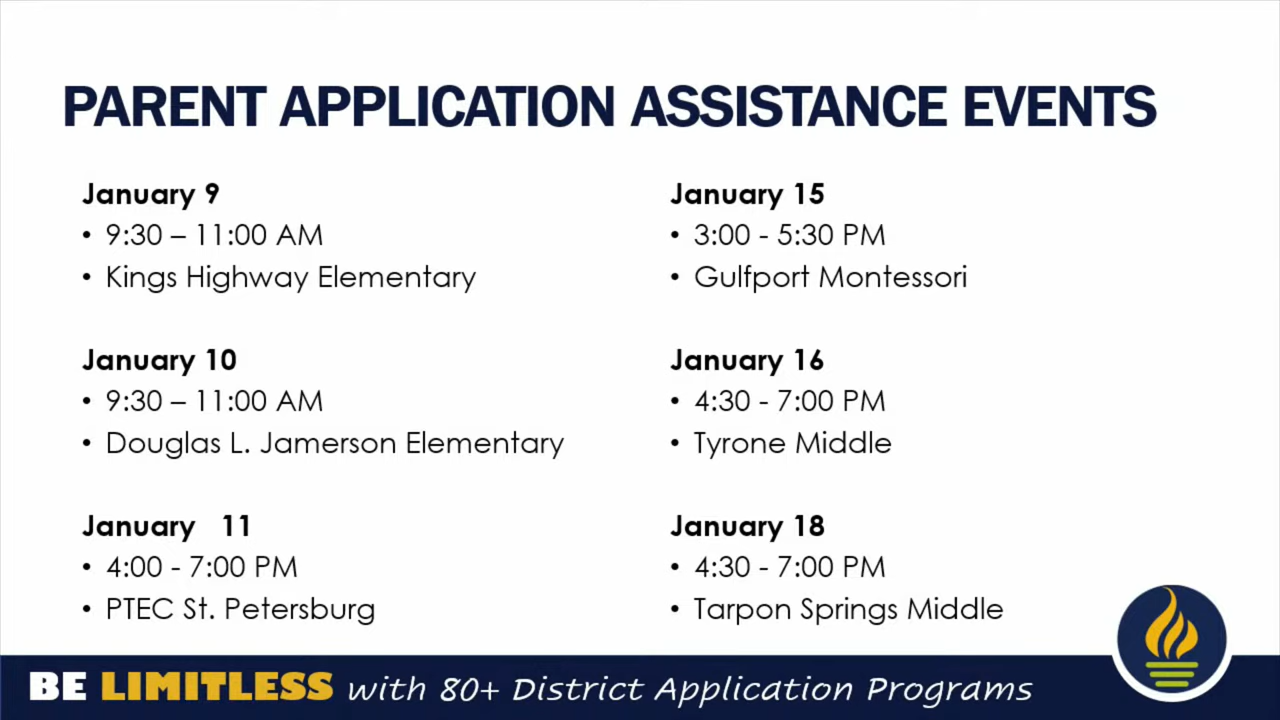 PARENT APPLICATION ASSISTANCE EVENTS
January 9
• 9:30 – 11:00 AM
• Kings Highway Elementary
January 10
• 9:30 – 11:00 AM
• Douglas L. Jamerson Elementary
January 11
• 4:00 - 7:00 PM
• PTEC St. Petersburg
January 15
• 3:00 - 5:30 PM
• Gulfport Montessori
January 16
• 4:30 - 7:00 PM
• Tyrone Middle
January 18
• 4:30 - 7:00 PM
• Tarpon Springs Middle
BE LIMITLESS with 80+ District Application Programs